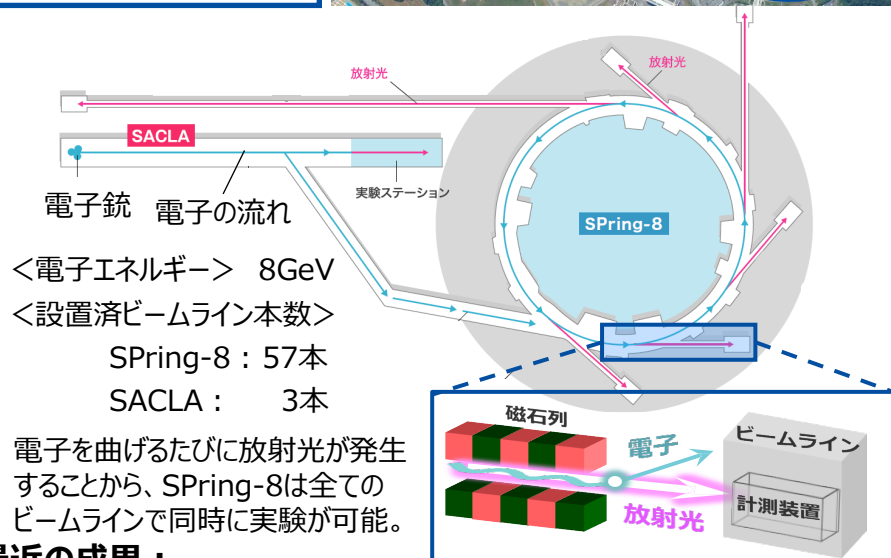 放射光
放射光
SACLA
実験ステーション
電子銃
電子の流れ
SPring-8
＜電子エネルギー＞ 8GeV
＜設置済ビームライン本数＞
SPring-8：57本
SACLA： 3本
電子を曲げるたびに放射光が発生
することから、SPring-8は全ての
ビームラインで同時に実験が可能。
磁石列
電子
ビームライン
放射光
計測装置